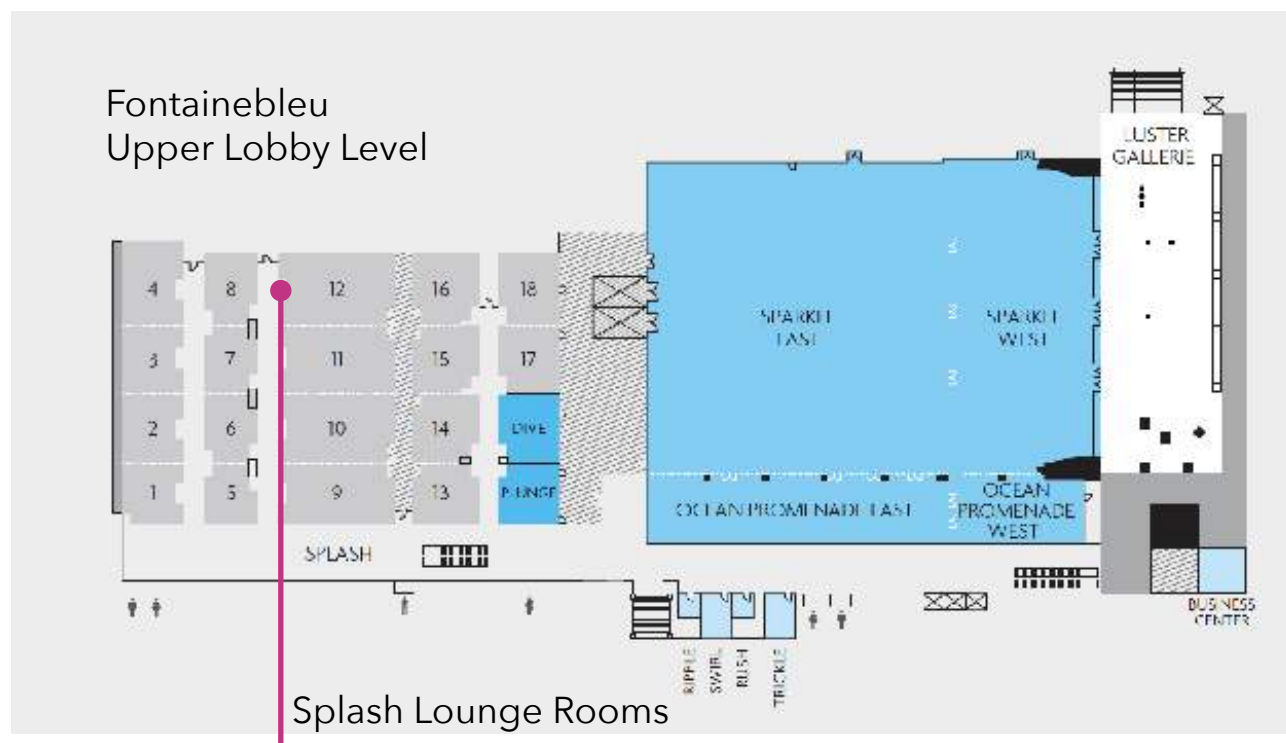 Fontainebleu
Upper Lobby Level
LUSTER
GALLERIE
4 8 12 16 18
3 7 11 15 17
2 6 10 14 DIVE
1 5 9 13 PLUNGE
SPARKLE
EAST
SPARKLE
WEST
OCEAN PROMENADE EAST
OCEAN
PROMENADE
WEST
SPLASH
BUSINESS
CENTER
RIPPLE
SWIRL
RUSH
TRICKLE
Splash Lounge Rooms